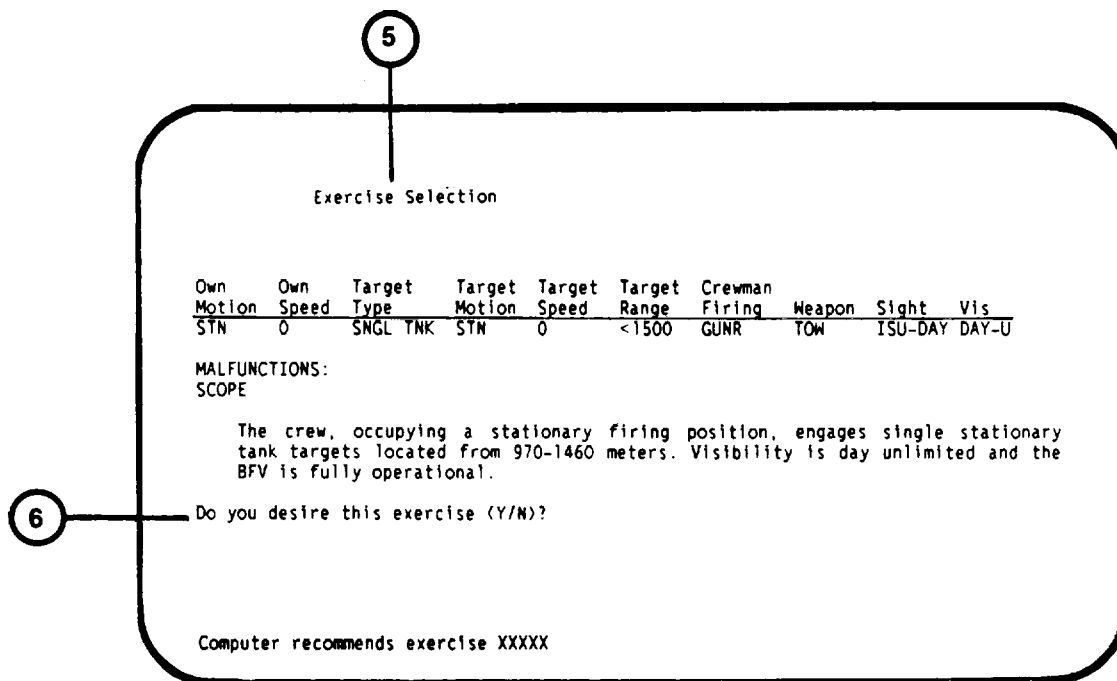 5
Exercise Selection
Own Own Target Target Target Target Crewman
Motion Speed Type Motion Speed Range Firing Weapon Sight Vis
STN 0 SNGL TNK STN 0 <1500 GUNR TOW ISU-DAY DAY-U
MALFUNCTIONS:
SCOPE
The crew, occupying a stationary firing position, engages single stationary
tank targets located from 970-1460 meters. Visibility is day unlimited and the
BFV is fully operational.
6
Do you desire this exercise (Y/N)?
Computer recommends exercise XXXXX